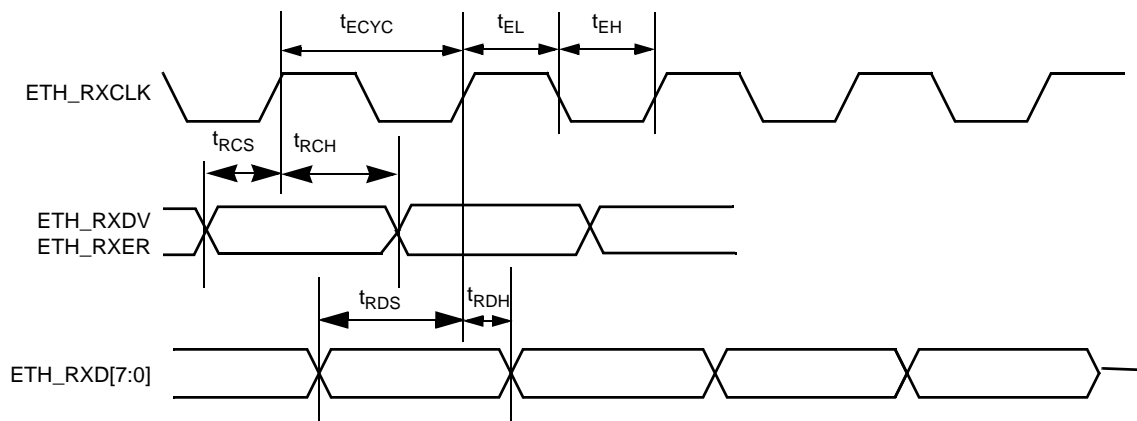 tECYC
tEL
tEH
ETH_RXCLK
tRCS
tRCH
ETH_RXDV
ETH_RXER
tRDS
tRDH
ETH_RXD[7:0]